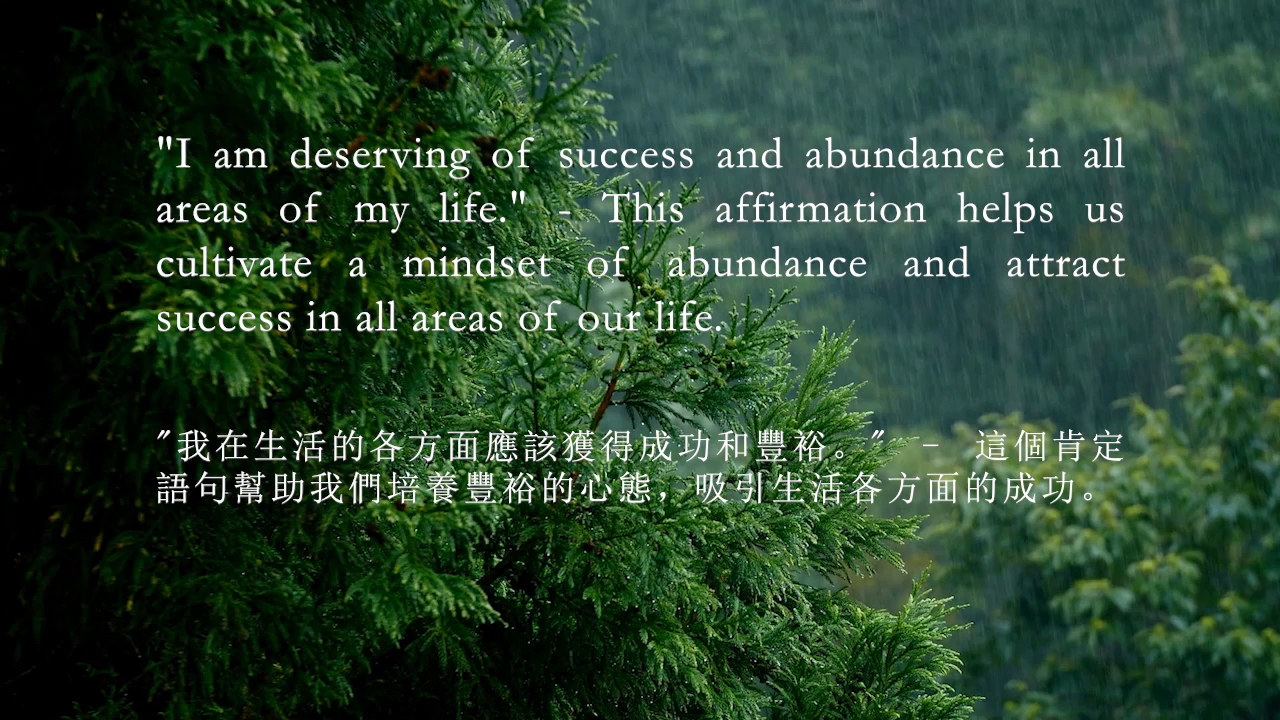 "I am deserving of success and abundance in all
areas of my life." - This affirmation helps us
cultivate a mindset of abundance and attract
success in all areas of our life.
"我在生活的各方面應該獲得成功和豐裕。" - 這個肯定
語句幫助我們培養豐裕的心態，吸引生活各方面的成功。